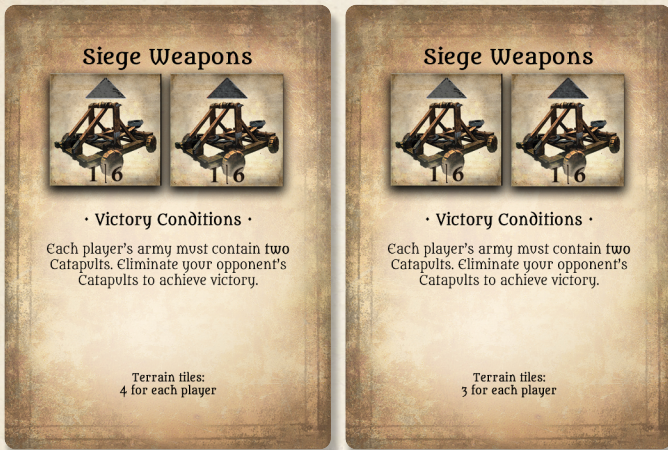 Siege Weapons
1 6 1 6
· Victory Conditions ·
Each player's army must contain two
Catapults. Eliminate your opponent's
Catapults to achieve victory.
Terrain tiles:
4 for each player
Siege Weapons
1 6 1 6
· Victory Conditions ·
Each player's army must contain two
Catapults. Eliminate your opponent's
Catapults to achieve victory.
Terrain tiles:
3 for each player